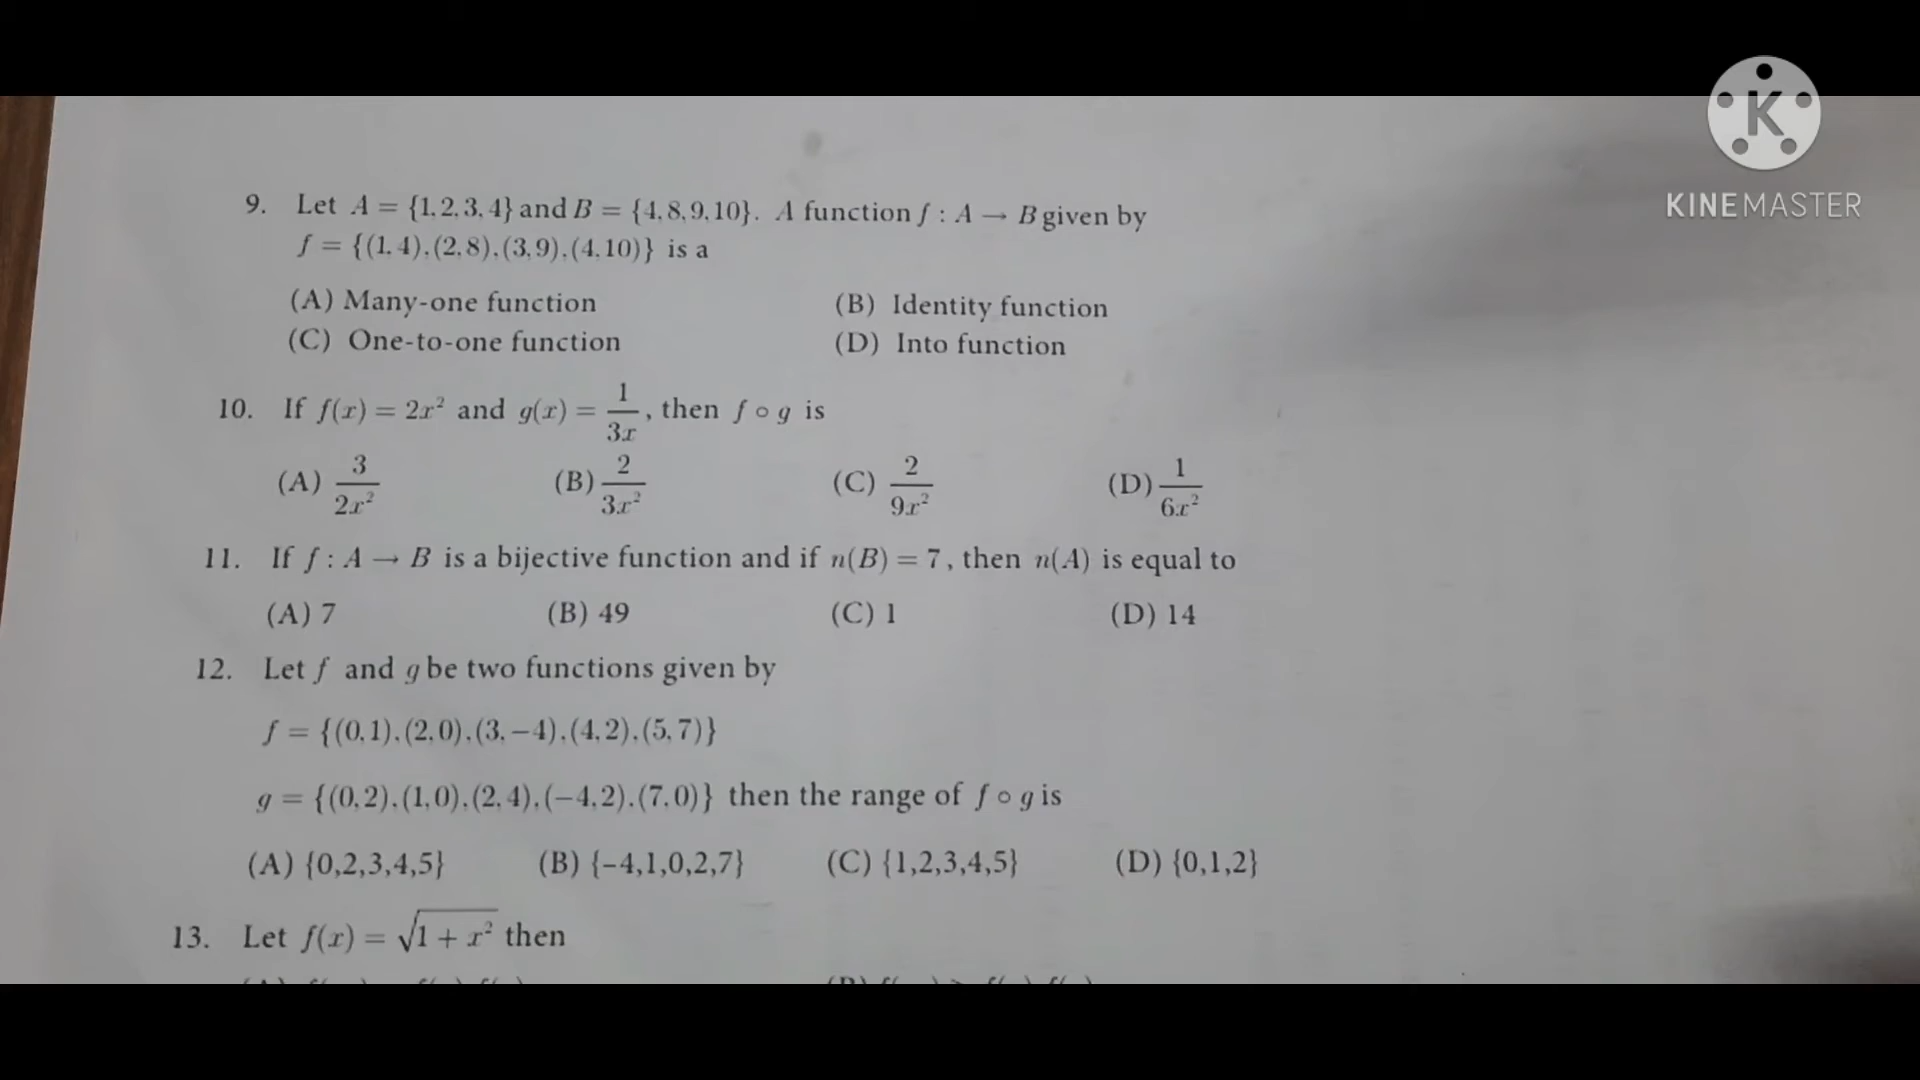 KINEMASTER
9. Let A = {1,2,3,4} and B = {4,8,9,10}. A function f : A → B given by
f = {(1,4),(2,8),(3,9),(4,10)} is a
(A) Many-one function (B) Identity function
(C) One-to-one function (D) Into function
10. If f(x) = 2x² and g(x) = 1/3x, then f ∘ g is
(A) 3/2x² (B) 2/3x² (C) 2/9x² (D) 1/6x²
11. If f : A → B is a bijective function and if n(B) = 7, then n(A) is equal to
(A) 7 (B) 49 (C) 1 (D) 14
12. Let f and g be two functions given by
f = {(0,1),(2,0),(3,−4),(4,2),(5,7)}
g = {(0,2),(1,0),(2,4),(−4,2),(7,0)} then the range of f ∘ g is
(A) {0,2,3,4,5} (B) {−4,1,0,2,7} (C) {1,2,3,4,5} (D) {0,1,2}
13. Let f(x) = √1 + x² then